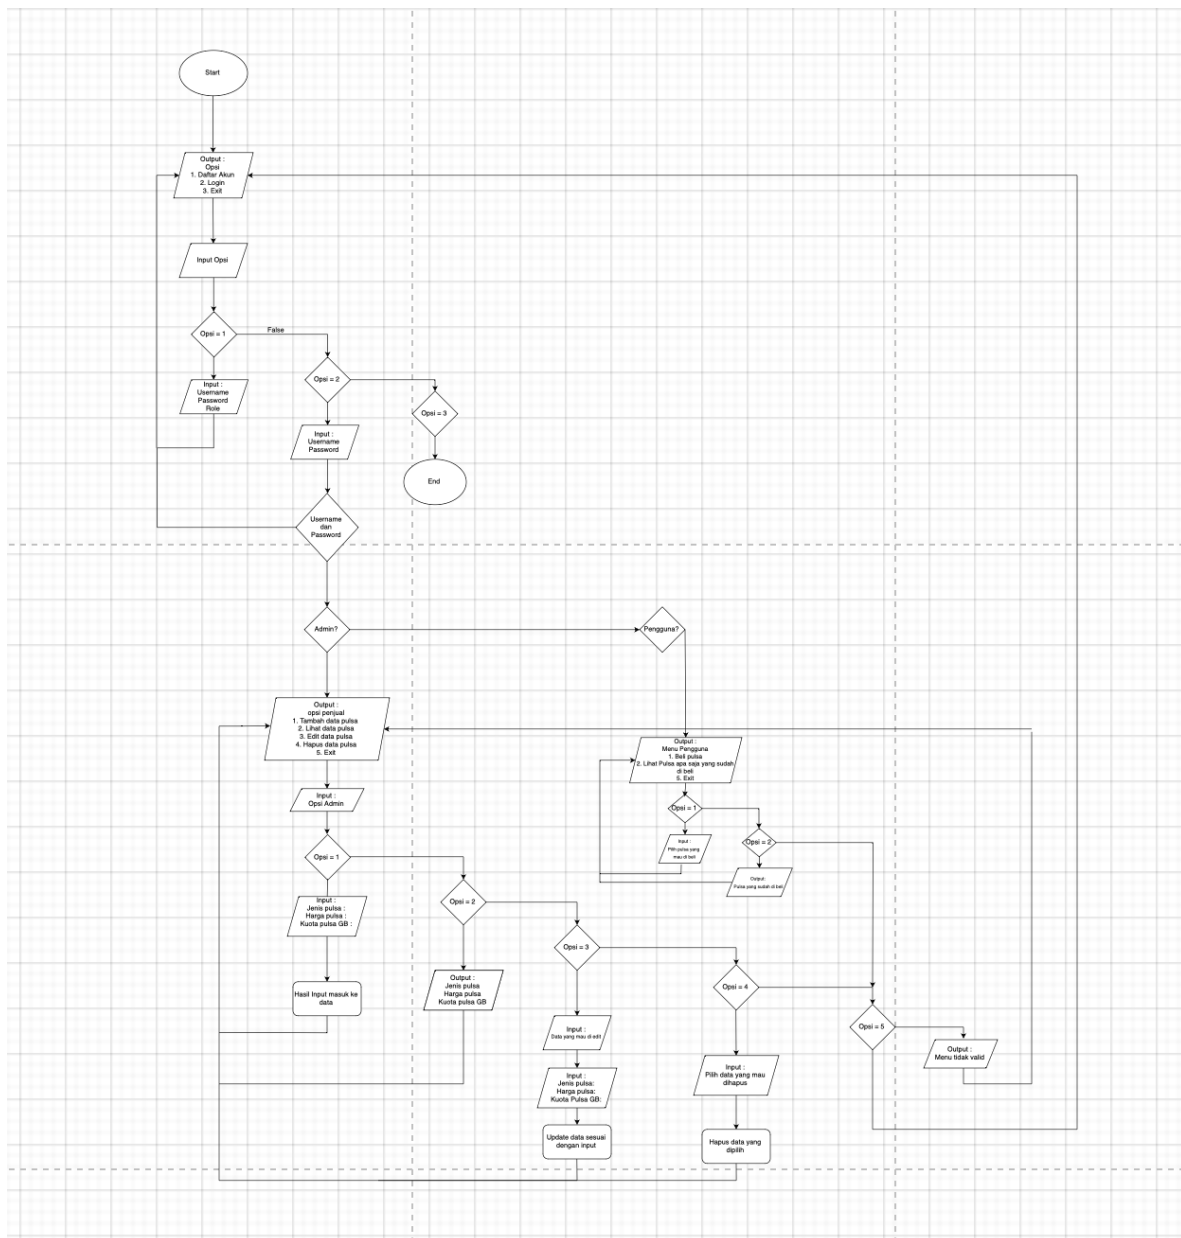 Start
Output :
Opsi
1. Daftar Akun
2. Login
3. Exit
Input Opsi
Opsi = 1
False
Opsi = 2
Input :
Username
Password
Role
Opsi = 3
Input :
Username
Password
End
Username
dan
Password
Admin?
Pengguna?
Output :
opsi penjual
1. Tambah data pulsa
2. Lihat data pulsa
3. Edit data pulsa
4. Hapus data pulsa
5. Exit
Output :
Menu Pengguna
1. Beli pulsa
2. Lihat Pulsa apa saja yang sudah
di beli
5. Exit
Input :
Opsi Admin
Opsi = 1
Input :
Pilih pulsa yang
mau di beli
Opsi = 2
Output:
Pulsa yang sudah di beli
Opsi = 1
Input :
Jenis pulsa :
Harga pulsa :
Kuota pulsa GB :
Opsi = 2
Opsi = 3
Hasil Input masuk ke
data
Output :
Jenis pulsa
Harga pulsa
Kuota pulsa GB
Opsi = 4
Opsi = 5
Input :
Data yang mau di edit
Output :
Menu tidak valid
Input :
Jenis pulsa:
Harga pulsa:
Kuota Pulsa GB:
Input :
Pilih data yang mau
dihapus
Update data sesuai
dengan input
Hapus data yang
dipilih